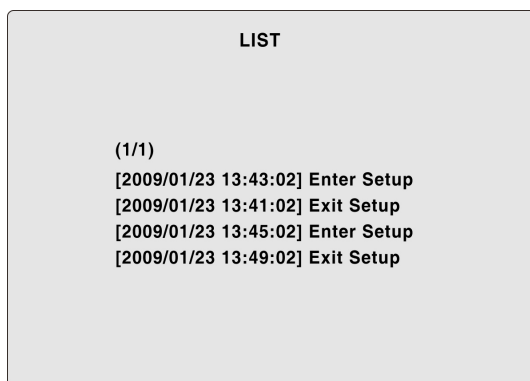 LIST
(1/1)
[2009/01/23 13:43:02] Enter Setup
[2009/01/23 13:41:02] Exit Setup
[2009/01/23 13:45:02] Enter Setup
[2009/01/23 13:49:02] Exit Setup